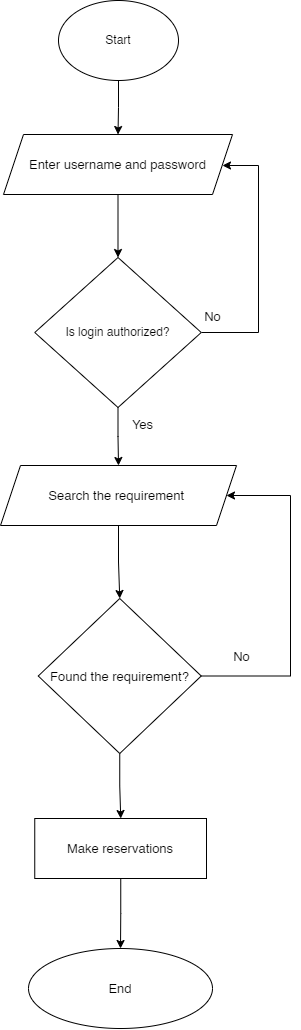 Start
Enter username and password
Is login authorized?
No
Yes
Search the requirement
Found the requirement?
No
Make reservations
End